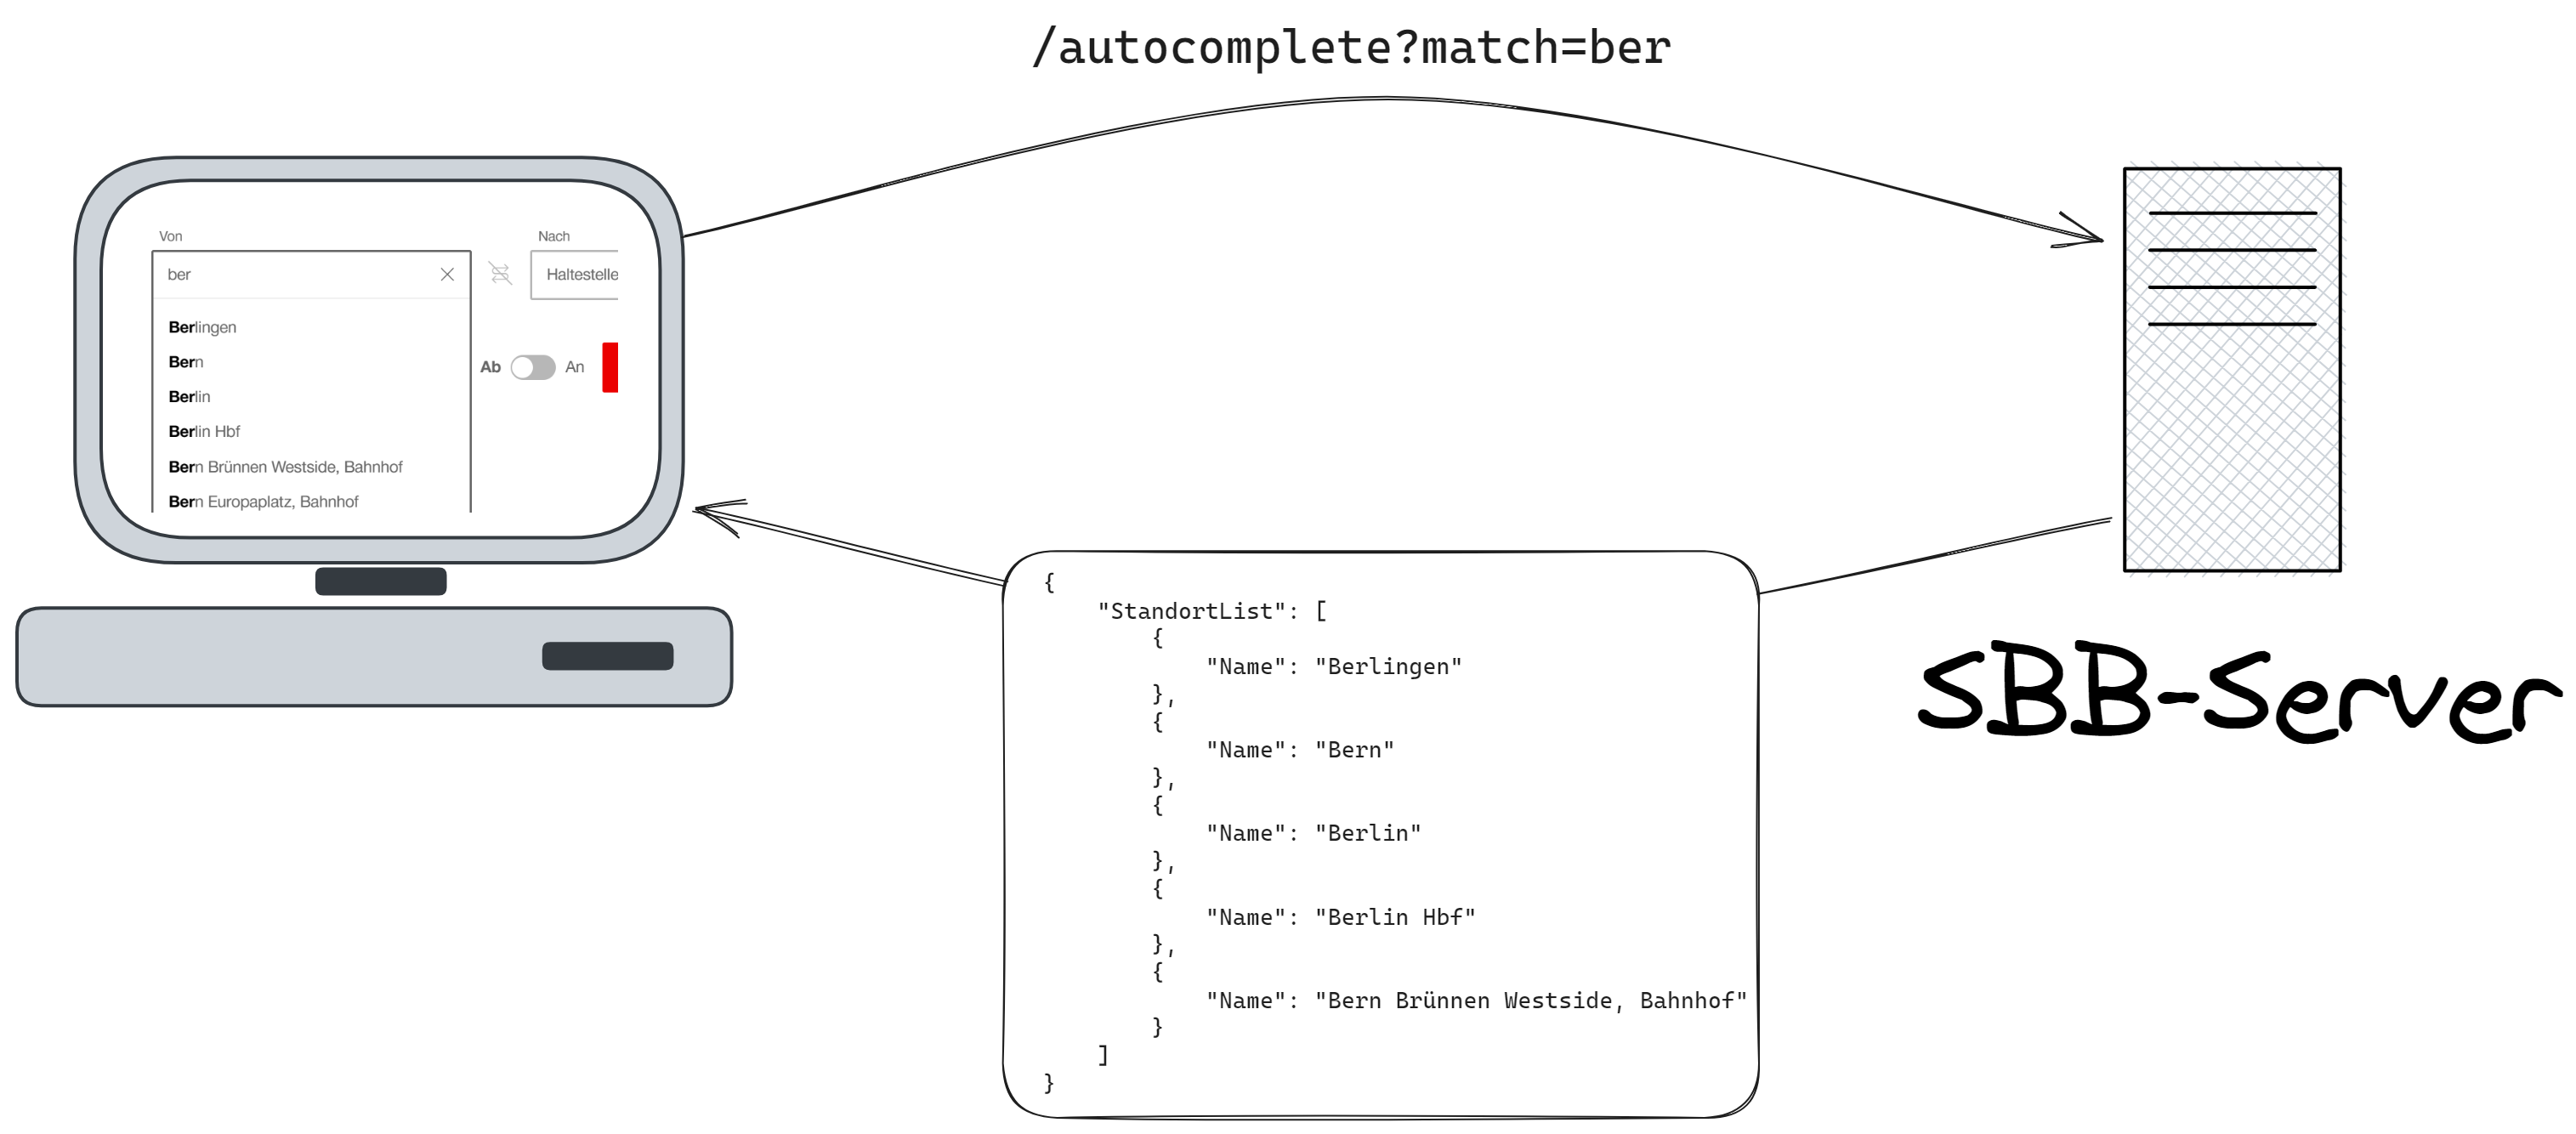 /autocomplete?match=ber
Von
Nach
ber
Haltestelle
Berlingen
Bern
Ab
An
Berlin
Berlin Hbf
Bern Brünnen Westside, Bahnhof
Bern Europaplatz, Bahnhof
{
"StandortList": [
{
"Name": "Berlingen"
},
{
"Name": "Bern"
},
{
"Name": "Berlin"
},
{
"Name": "Berlin Hbf"
},
{
"Name": "Bern Brünnen Westside, Bahnhof"
}
]
}
SBB-Server